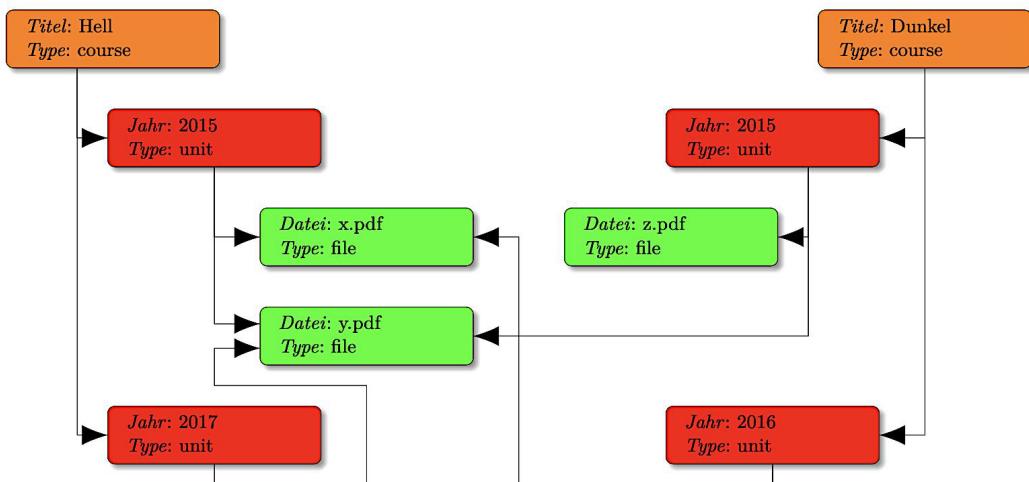 Titel: Hell
Type: course
Titel: Dunkel
Type: course
Jahr: 2015
Type: unit
Jahr: 2015
Type: unit
Datei: x.pdf
Type: file
Datei: z.pdf
Type: file
Datei: y.pdf
Type: file
Jahr: 2017
Type: unit
Jahr: 2016
Type: unit